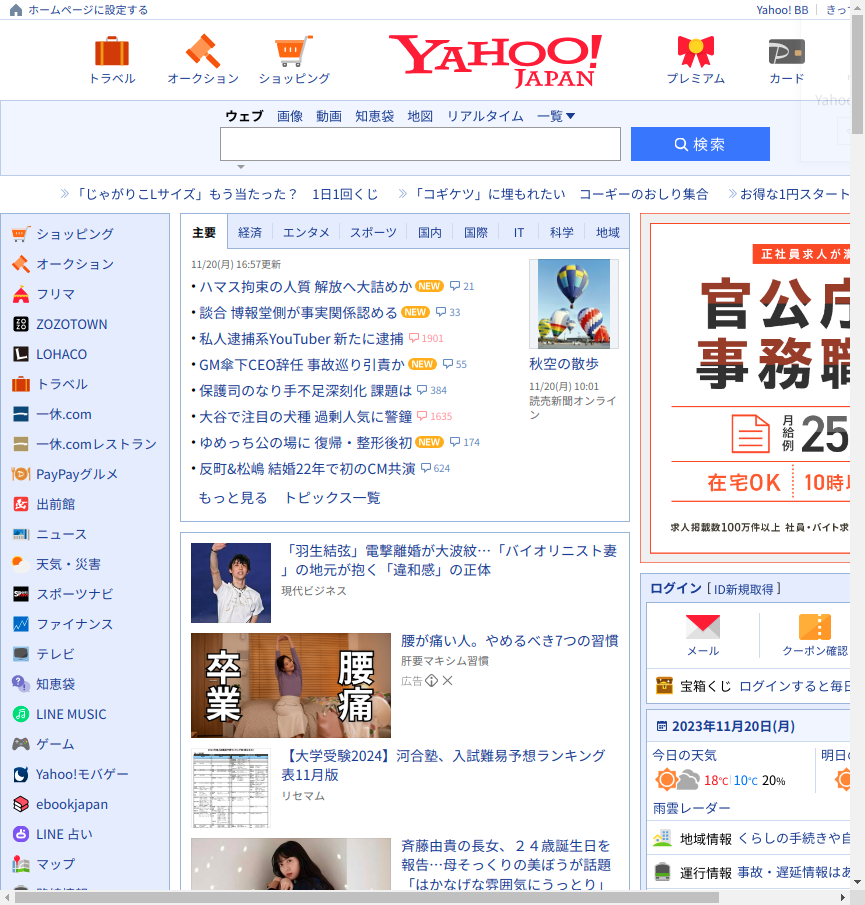 ホームページに設定する
Yahoo! BB
きっ
トラベル
オークション
ショッピング
YAHOO!
JAPAN
プレミアム
カード
Yahoo
ウェブ 画像 動画 知恵袋 地図 リアルタイム 一覧
検索
「じゃがりこLサイズ」もう当たった？ 1日1回くじ
「コギケツ」に埋もれたい コーギーのおしり集合
お得な1円スタート
ショッピング
オークション
フリマ
ZOZOTOWN
LOHACO
トラベル
一休.com
一休.comレストラン
PayPayグルメ
出前館
ニュース
天気・災害
スポーツナビ
ファイナンス
テレビ
知恵袋
LINE MUSIC
ゲーム
Yahoo!モバゲー
ebookjapan
LINE 占い
マップ
主要 経済 エンタメ スポーツ 国内 国際 IT 科学 地域
11/20(月) 16:57更新
・ハマス拘束の人質 解放へ大詰めか NEW 21
・談合 博報堂側が事実関係認める NEW 33
・私人逮捕系YouTuber 新たに逮捕 1901
・GM傘下CEO辞任 事故巡り引責か NEW 55
・保護司のなり手不足深刻化 課題は 384
・大谷で注目の犬種 過剰人気に警鐘 1635
・ゆめっち公の場に 復帰・整形後初 NEW 174
・反町&松嶋 結婚22年で初のCM共演 624
もっと見る トピックス一覧
秋空の散歩
11/20(月) 10:01
読売新聞オンライ
ン
「羽生結弦」電撃離婚が大波紋…「バイオリニスト妻
」の地元が抱く「違和感」の正体
現代ビジネス
卒業
腰痛
腰が痛い人。やめるべき7つの習慣
肝要マキシム習慣
広告
【大学受験2024】河合塾、入試難易予想ランキング
表11月版
リセマム
斉藤由貴の長女、２４歳誕生日を
報告…母そっくりの美ぼうが話題
「はかなげな雰囲気にうっとり」
正社員求人が満
官公庁
事務職
月給例
25
在宅OK
10時
求人掲載数100万件以上 社員・バイト求
ログイン [ ID新規取得 ]
メール
クーポン確認
宝箱くじ ログインすると毎日
2023年11月20日(月)
今日の天気
明日の
18℃ 10℃ 20%
雨雲レーダー
地域情報 くらしの手続きや自
運行情報 事故・遅延情報はあ